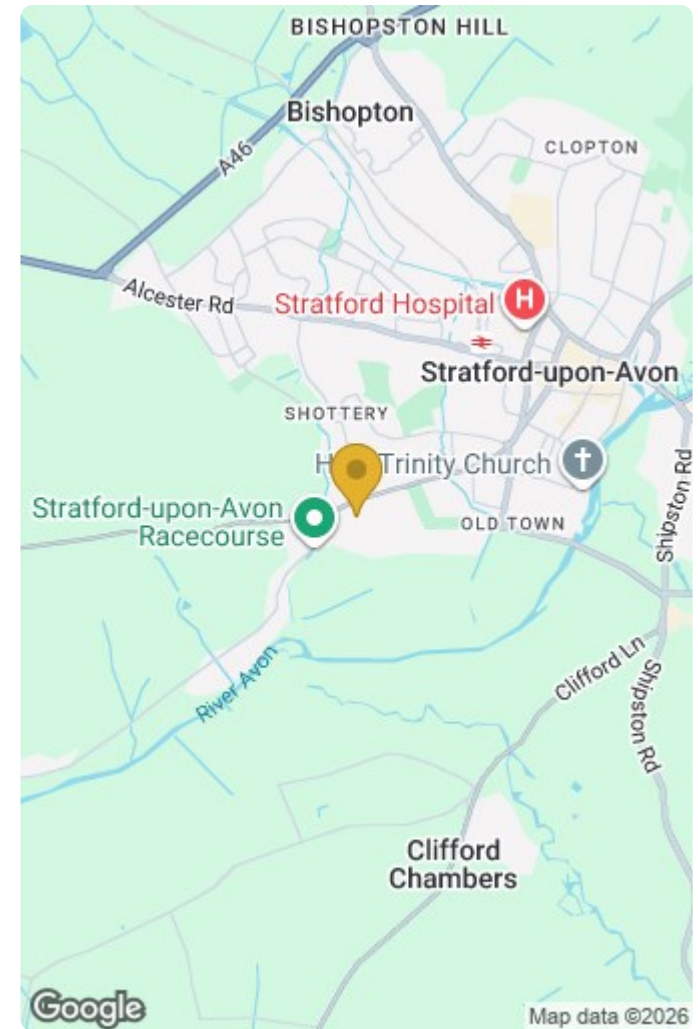 BISHOPSTON HILL
Bishopton
CLOPTON
A46
Alcester Rd
Stratford Hospital
H
Stratford-upon-Avon
SHOTTERY
Trinity Church
Stratford-upon-Avon
Racecourse
OLD TOWN
Shipston Rd
River Avon
Clifford Ln
Shipston Rd
Clifford
Chambers
Google
Map data ©2026